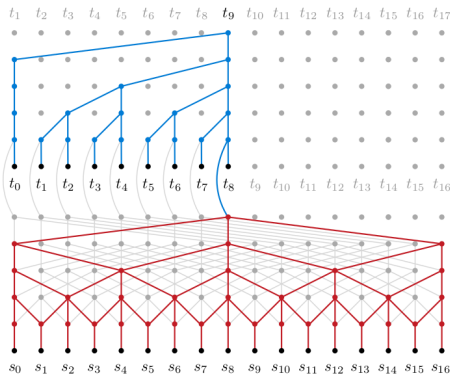 t₁ t₂ t₃ t₄ t₅ t₆ t₇ t₈ t₉ t₁₀ t₁₁ t₁₂ t₁₃ t₁₄ t₁₅ t₁₆ t₁₇
t₀ t₁ t₂ t₃ t₄ t₅ t₆ t₇ t₈ t₉ t₁₀ t₁₁ t₁₂ t₁₃ t₁₄ t₁₅ t₁₆
s₀ s₁ s₂ s₃ s₄ s₅ s₆ s₇ s₈ s₉ s₁₀ s₁₁ s₁₂ s₁₃ s₁₄ s₁₅ s₁₆